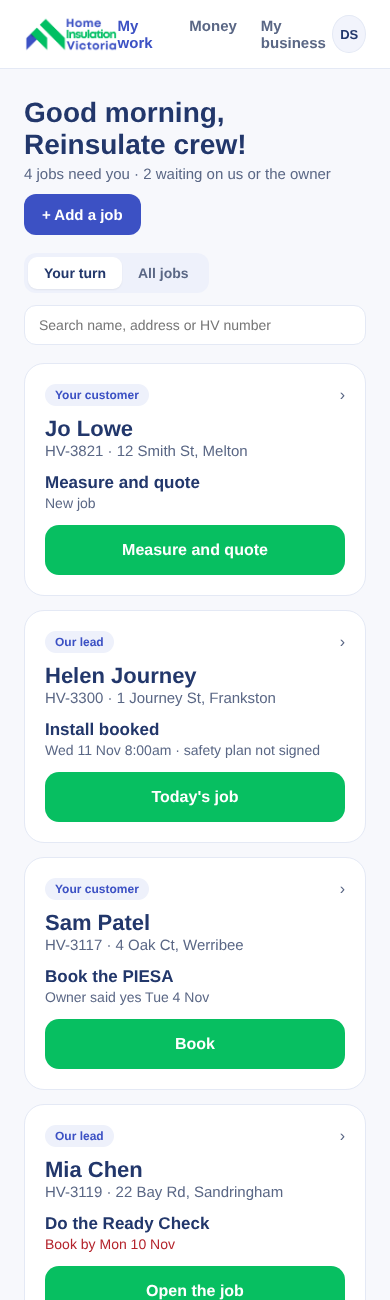 Home
Insulation
Victoria
My work
Money
My business
DS
Good morning,
Reinsulate crew!
4 jobs need you · 2 waiting on us or the owner
+ Add a job
Your turn
All jobs
Search name, address or HV number
Your customer
›
Jo Lowe
HV-3821 · 12 Smith St, Melton
Measure and quote
New job
Measure and quote
Our lead
›
Helen Journey
HV-3300 · 1 Journey St, Frankston
Install booked
Wed 11 Nov 8:00am · safety plan not signed
Today's job
Your customer
›
Sam Patel
HV-3117 · 4 Oak Ct, Werribee
Book the PIESA
Owner said yes Tue 4 Nov
Book
Our lead
›
Mia Chen
HV-3119 · 22 Bay Rd, Sandringham
Do the Ready Check
Book by Mon 10 Nov
Open the job